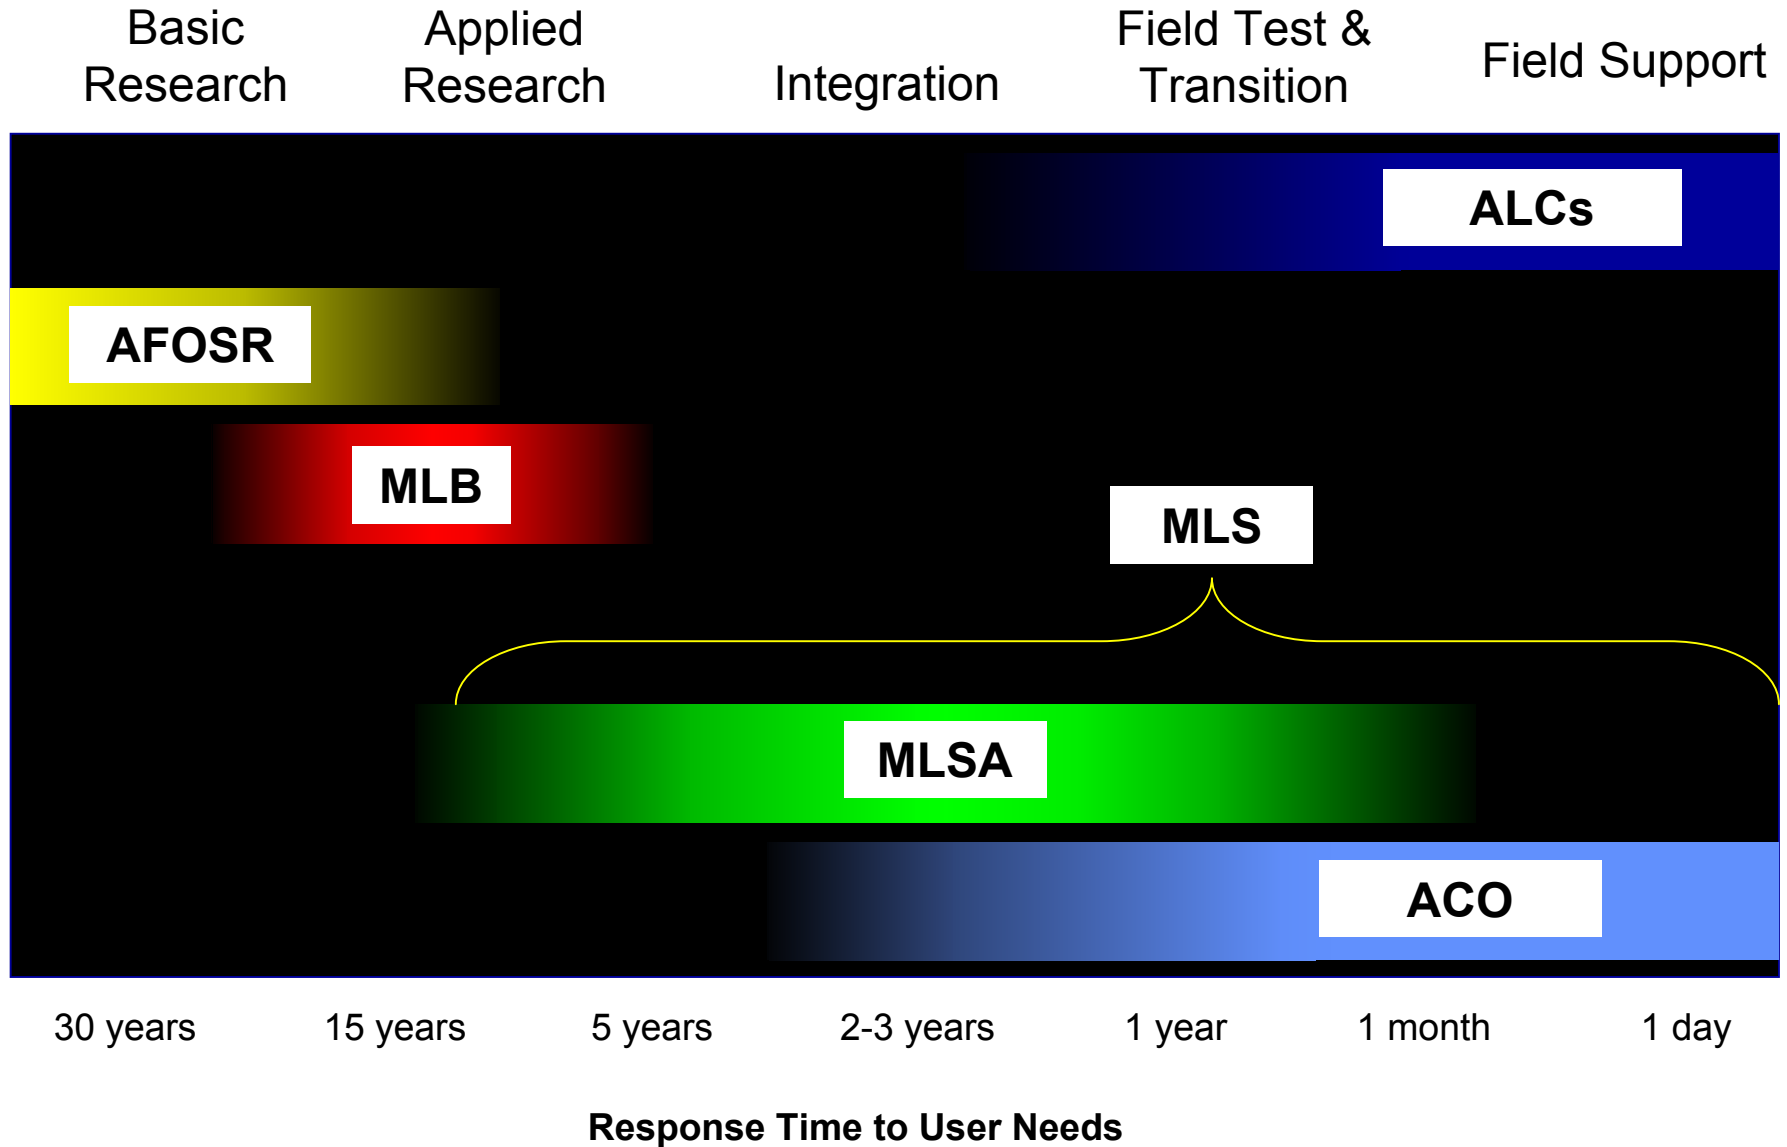 Basic
Research
Applied
Research
Integration
Field Test &
Transition
Field Support
ALCs
AFOSR
MLB
MLS
MLSA
ACO
30 years
15 years
5 years
2-3 years
1 year
1 month
1 day
Response Time to User Needs